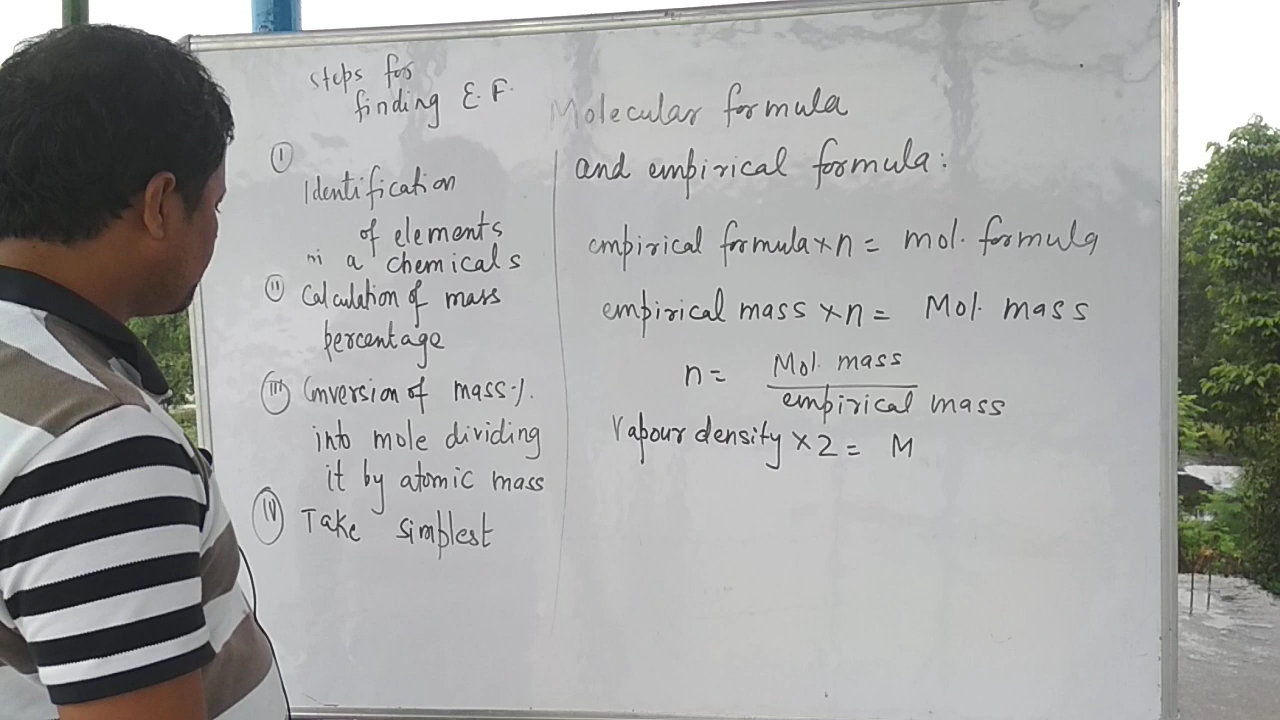 steps for
finding E.F.
(I)
Identification
of elements
in a chemicals
(II) Calculation of mass
percentage
(III) Conversion of mass %.
into mole dividing
it by atomic mass
(IV) Take simplest
Molecular formula
and empirical formula:
empirical formula × n = mol. formula
empirical mass × n = Mol. mass
n = Mol. mass
empirical mass
Vapour density × 2 = M